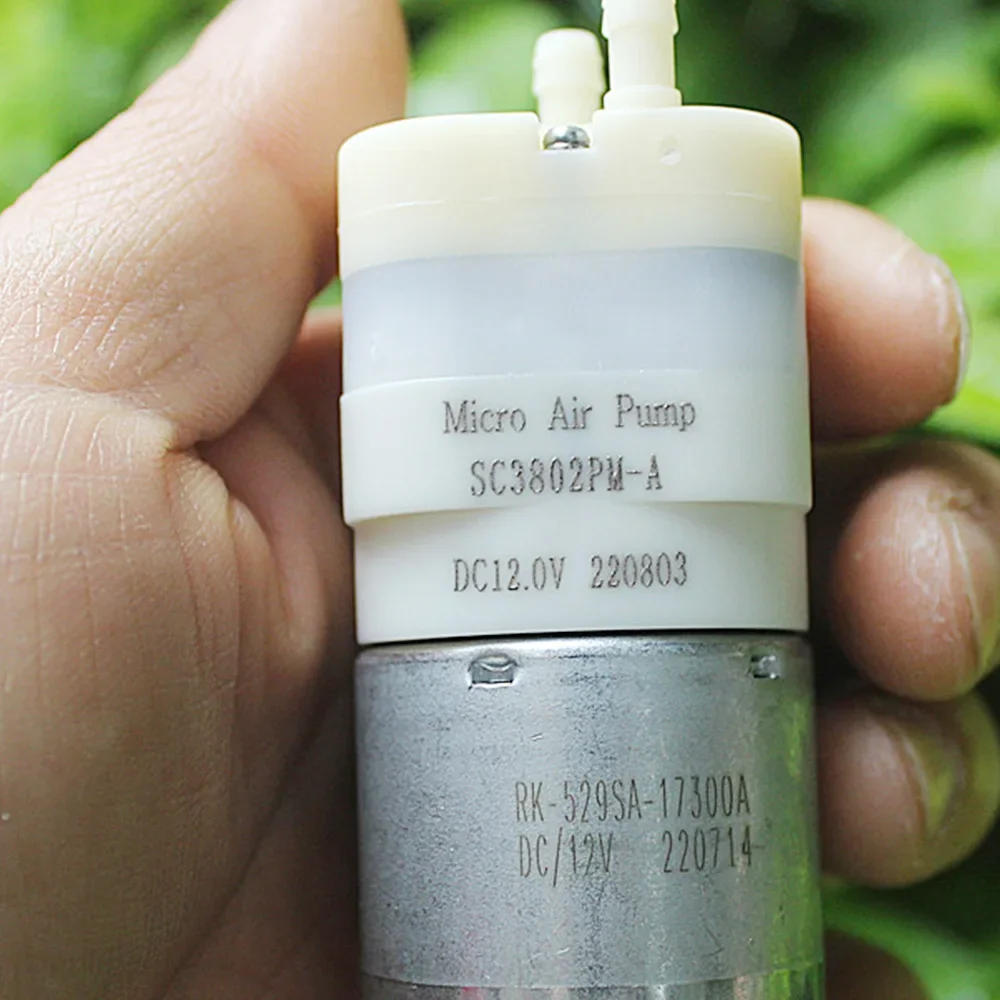 Micro Air Pump
SC3802PM-A
DC12.0V 220803
RK-529SA-17300A
DC/12V 220714